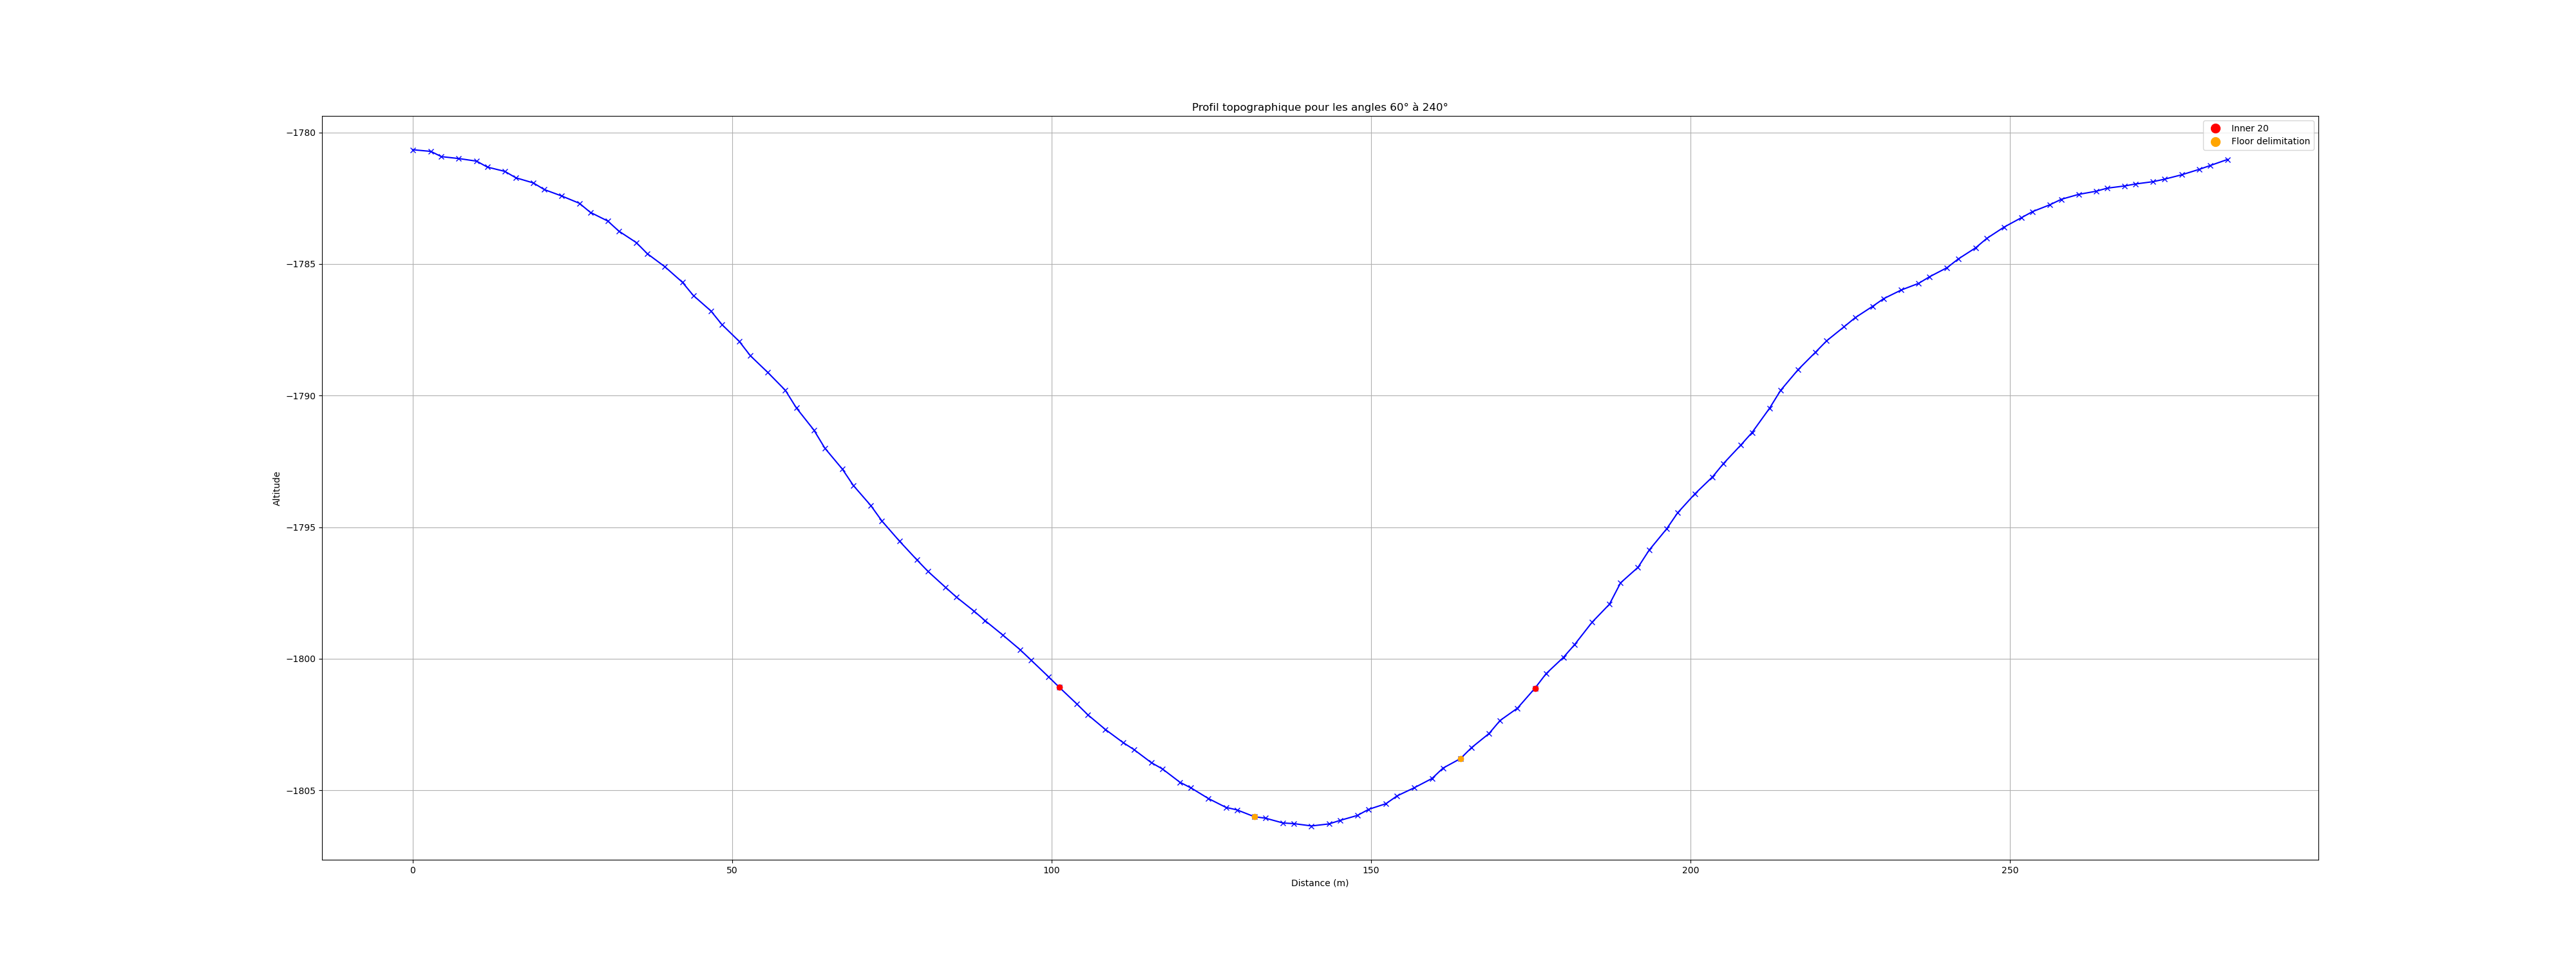 Profil topographique pour les angles 60° à 240°
Inner 20
Floor delimitation
Altitude
−1780
−1785
−1790
−1795
−1800
−1805
0 50 100 150 200 250
Distance (m)